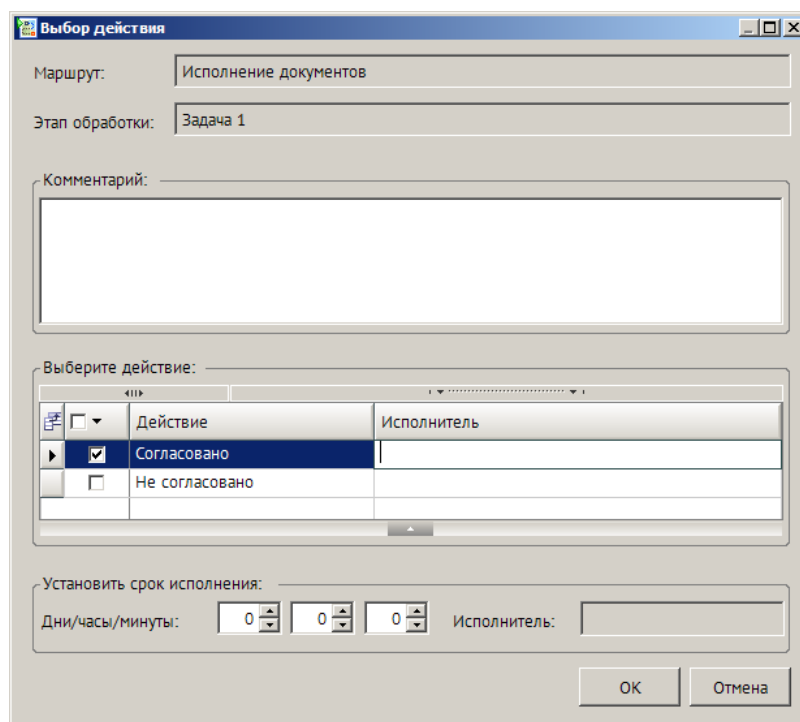 Выбор действия
Маршрут: Исполнение документов
Этап обработки: Задача 1
Комментарий:
Выберите действие:
Действие Исполнитель
Согласовано
Не согласовано
Установить срок исполнения:
Дни/часы/минуты: 0 0 0 Исполнитель:
ОК Отмена